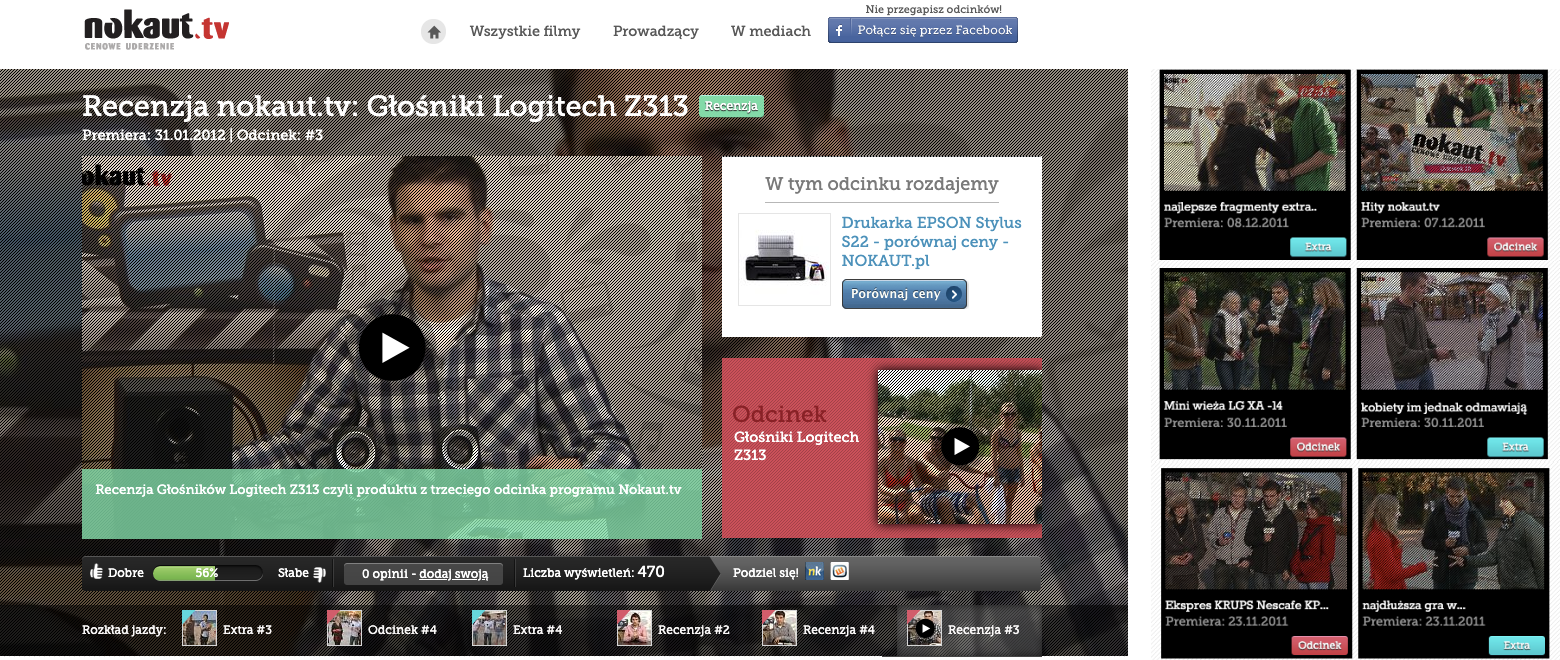 nokaut.tv
CENOWE UDERZENIE
Wszystkie filmy
Prowadzący
W mediach
Nie przegapisz odcinków!
f Połącz się przez Facebook
Recenzja nokaut.tv: Głośniki Logitech Z313 Recenzja
Premiera: 31.01.2012 | Odcinek: #3
nokaut.tv
Recenzja Głośników Logitech Z313 czyli produktu z trzeciego odcinka programu Nokaut.tv
W tym odcinku rozdajemy
Drukarka EPSON Stylus
S22 - porównaj ceny -
NOKAUT.pl
Porównaj ceny
Odcinek
Głośniki Logitech
Z313
Dobre
56%
Słabe
0 opinii - dodaj swoją
Liczba wyświetleń: 470
Podziel się!
nk
Rozkład jazdy:
Extra #3
Odcinek #4
Extra #4
Recenzja #2
Recenzja #4
Recenzja #3
najlepsze fragmenty extra..
Premiera: 08.12.2011
Extra
nokaut.tv
Hity nokaut.tv
Premiera: 07.12.2011
Odcinek
Mini wieża LG XA -14
Premiera: 30.11.2011
Odcinek
kobiety im jednak odmawiają
Premiera: 30.11.2011
Extra
Ekspres KRUPS Nescafe KP...
Premiera: 23.11.2011
Odcinek
najdłuższa gra w...
Premiera: 23.11.2011
Extra